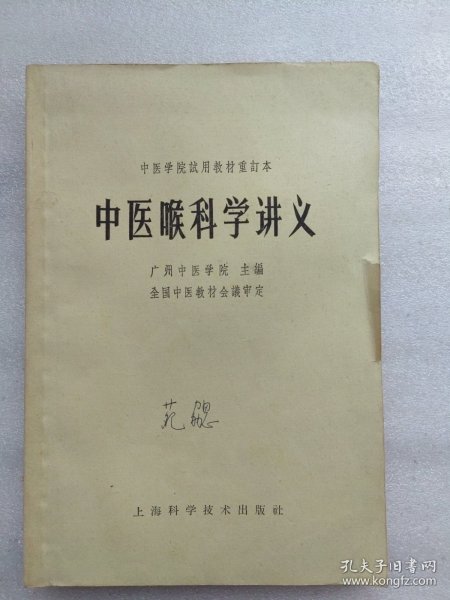 中医学院試用教材重訂本
中医喉科学讲义
广州中医学院 主編
全国中医教材会議审定
上海科学技术出版社
孔夫子旧书网
www.kongfz.com